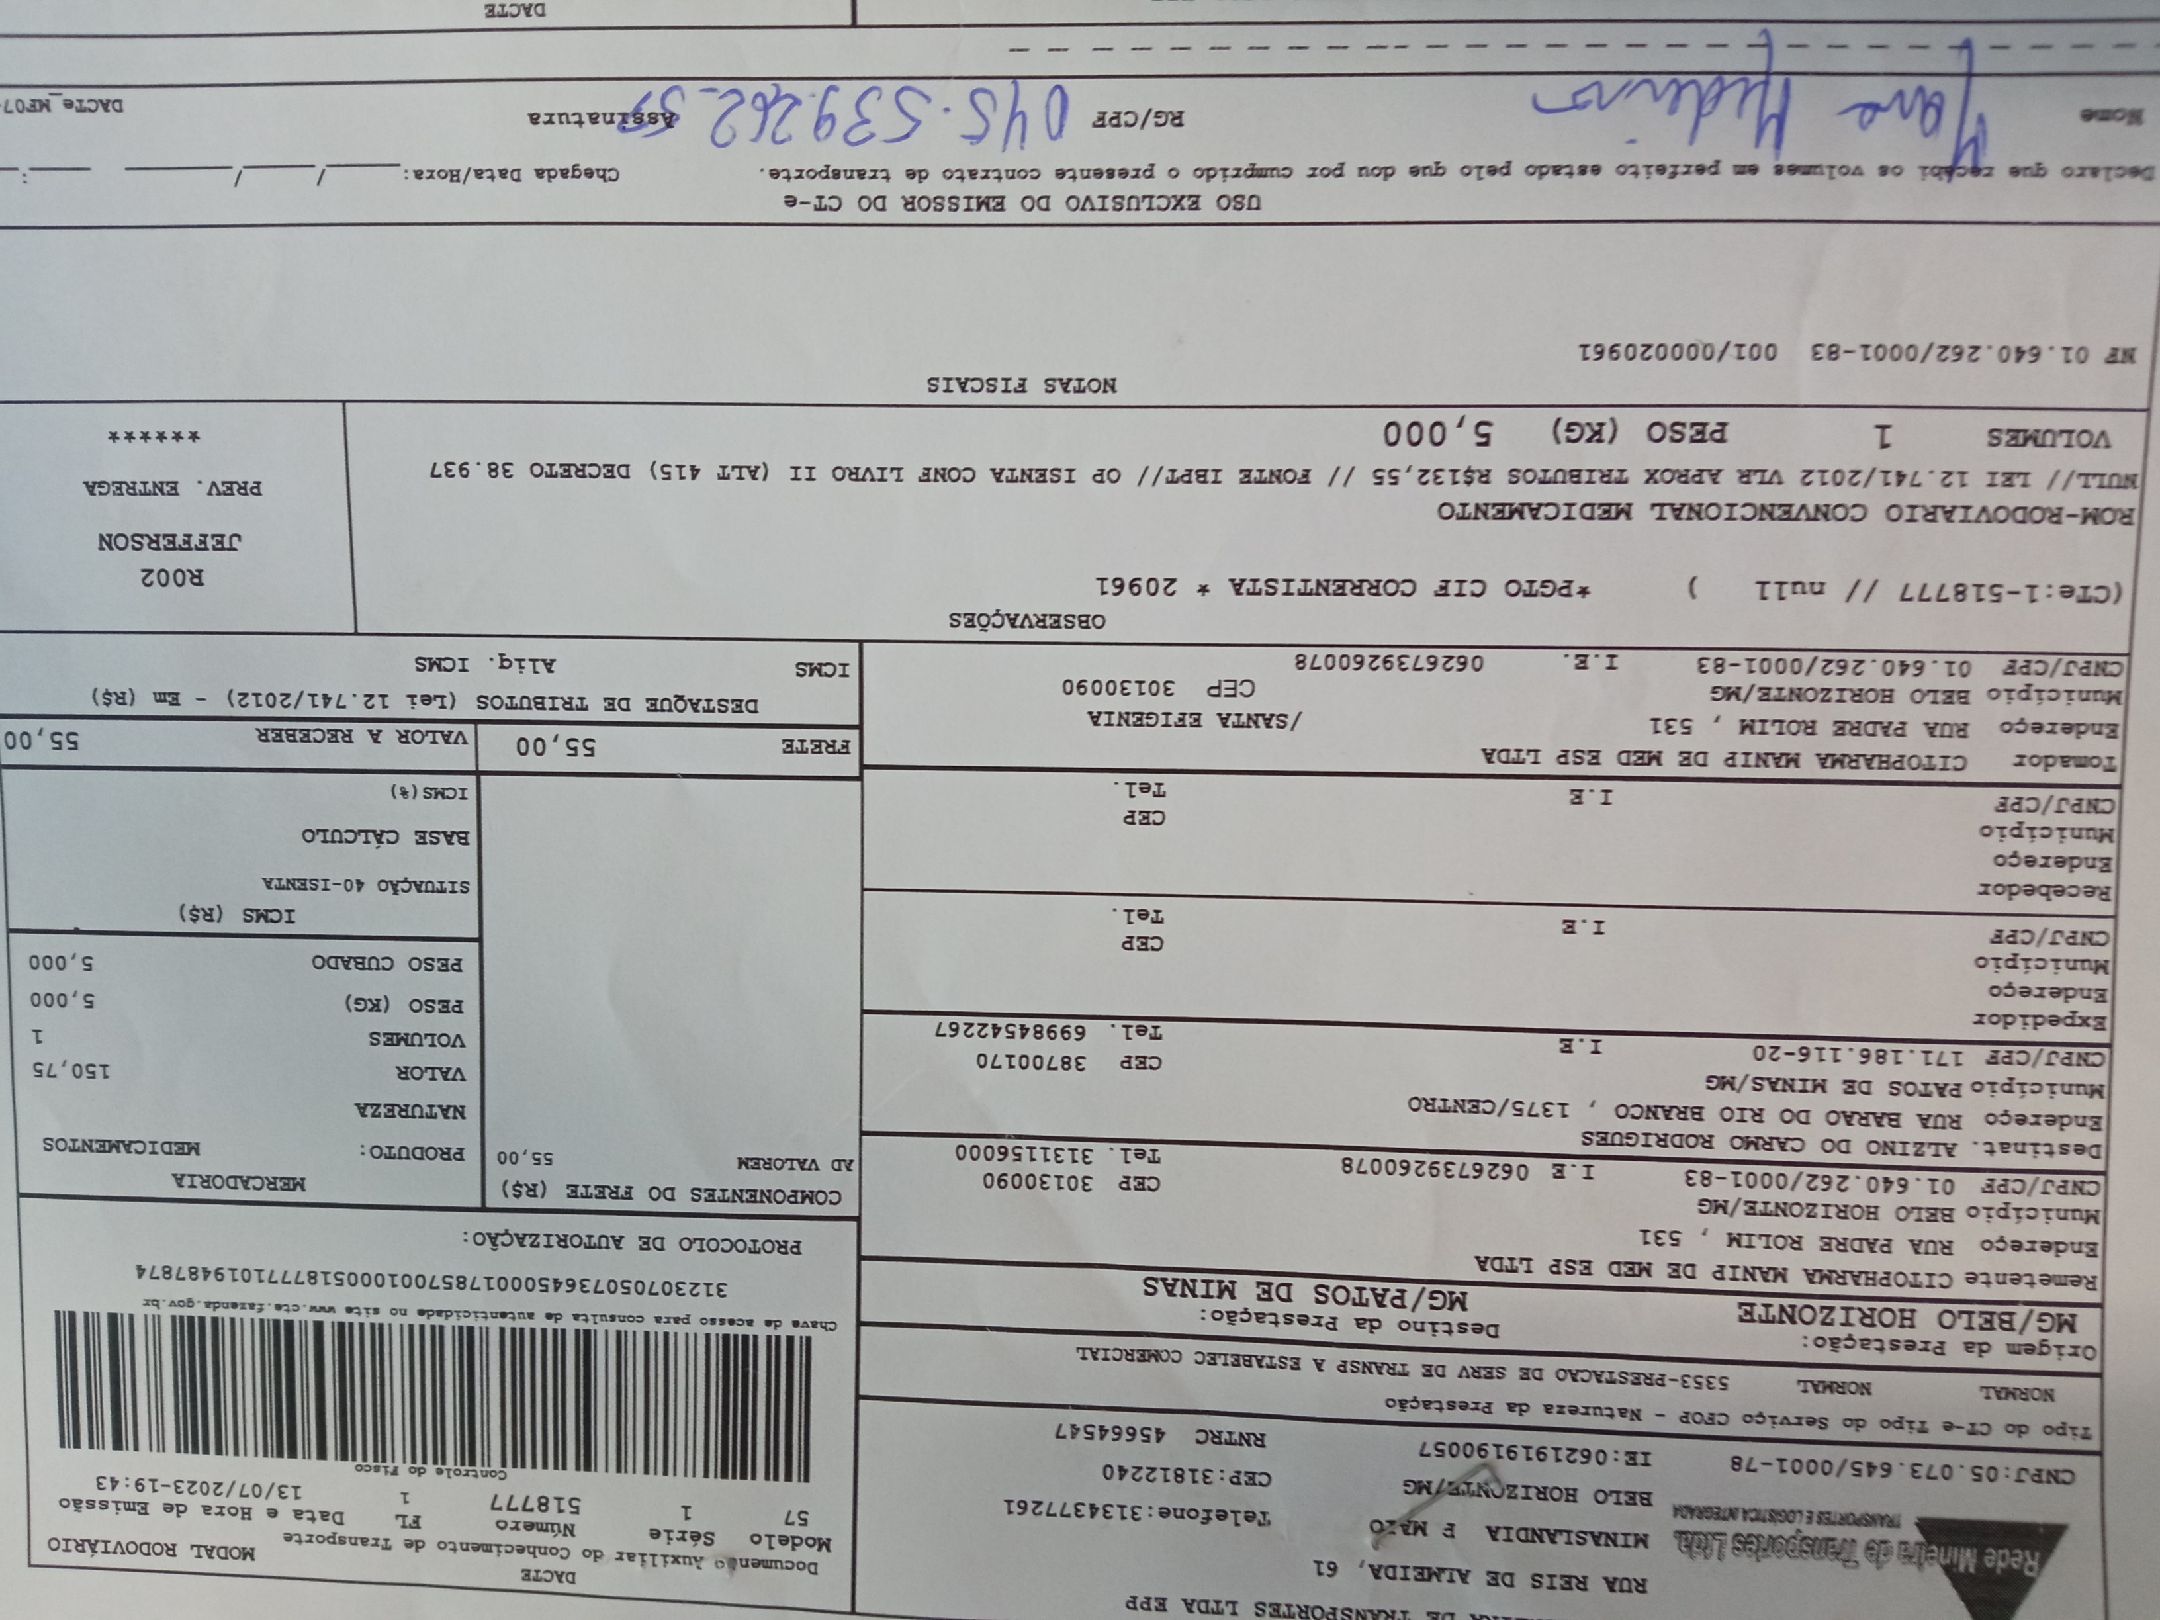 DE TRANSPORTES LTDA EPP
RUA REIS DE ALMEIDA, 61
MINASLANDIA P MAIO Telefone:3134377261
BELO HORIZONTE/MG CEP:31812240
Rede Mineira de Transportes Ltda.
TRANSPORTES E LOGÍSTICA INTEGRADA
CNPJ:05.073.645/0001-78 IE:0621919190057 RNTRC 45664547
DACTE
Documento Auxiliar do Conhecimento de Transporte MODAL RODOVIÁRIO
Modelo Série Número FL Data e Hora de Emissão
57 1 518777 1 13/07/2023-19:43
Controle do Fisco
Chave de acesso para consulta de autenticidade no site www.cte.fazenda.gov.br
31230705073645000178570010005187771019487874
PROTOCOLO DE AUTORIZAÇÃO:
Tipo do CT-e Tipo do Serviço CFOP - Natureza da Prestação
NORMAL NORMAL 5353-PRESTACAO DE SERV DE TRANSP A ESTABELEC COMERCIAL
Origem da Prestação: Destino da Prestação:
MG/BELO HORIZONTE MG/PATOS DE MINAS
Remetente CITOPHARMA MANIP DE MED ESP LTDA
Endereço RUA PADRE ROLIM , 531
Município BELO HORIZONTE/MG CEP 30130090
CNPJ/CPF 01.640.262/0001-83 I.E 0626739260078 Tel. 3131156000
Destinat. ALZINO DO CARMO RODRIGUES
Endereço RUA BARAO DO RIO BRANCO , 1375/CENTRO
Município PATOS DE MINAS/MG CEP 38700170
CNPJ/CPF 171.186.116-20 I.E Tel. 69984542267
Expedidor
Endereço
Município CEP
CNPJ/CPF I.E Tel.
Recebedor
Endereço
Município CEP
CNPJ/CPF I.E Tel.
Tomador CITOPHARMA MANIP DE MED ESP LTDA
Endereço RUA PADRE ROLIM , 531 /SANTA EFIGENIA
Município BELO HORIZONTE/MG CEP 30130090
CNPJ/CPF 01.640.262/0001-83 I.E. 0626739260078
COMPONENTES DO FRETE (R$)
AD VALOREM 55,00
MERCADORIA
PRODUTO: MEDICAMENTOS
NATUREZA
VALOR 150,75
VOLUMES 1
PESO (KG) 5,000
PESO CUBADO 5,000
ICMS (R$)
SITUAÇÃO 40-ISENTA
BASE CÁLCULO
ICMS(%)
FRETE 55,00 VALOR A RECEBER 55,00
DESTAQUE DE TRIBUTOS (Lei 12.741/2012) - Em (R$)
ICMS Aliq. ICMS
OBSERVAÇÕES
(CTe:1-518777 // null ) *PGTO CIF CORRENTISTA * 20961
ROM-RODOVIARIO CONVENCIONAL MEDICAMENTO
NULL// LEI 12.741/2012 VLR APROX TRIBUTOS R$132,55 // FONTE IBPT// OP ISENTA CONF LIVRO II (ALT 415) DECRETO 38.937
VOLUMES 1 PESO (KG) 5,000
R002
JEFFERSON
PREV. ENTREGA
******
NOTAS FISCAIS
NF 01.640.262/0001-83 001/000020961
USO EXCLUSIVO DO EMISSOR DO CT-e
Declaro que recebi os volumes em perfeito estado pelo que dou por cumprido o presente contrato de transporte. Chegada Data/Hora: / / :
Nome RG/CPF 045.539.262-59 Assinatura
DACTe_MF07
DACTE